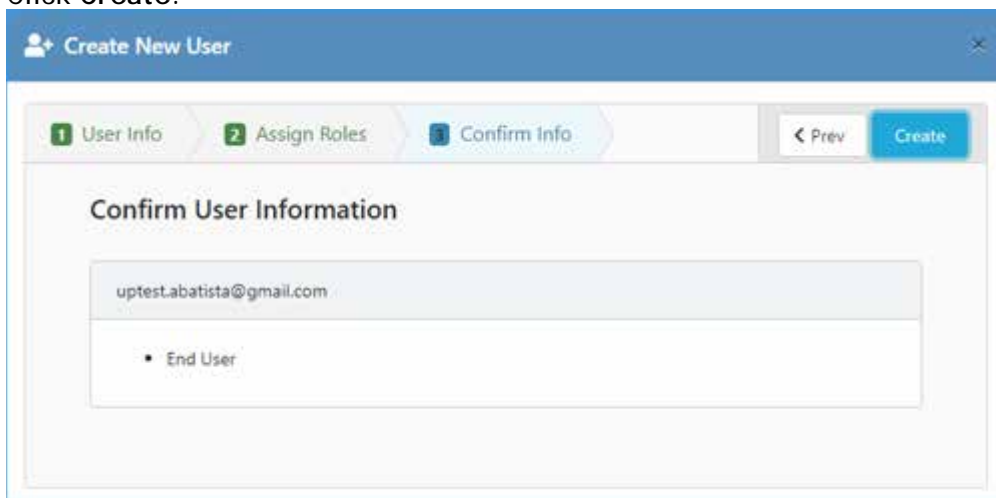 Click Create.
Create New User ×
1 User Info 2 Assign Roles 3 Confirm Info < Prev Create
Confirm User Information
uptest.abatista@gmail.com
• End User